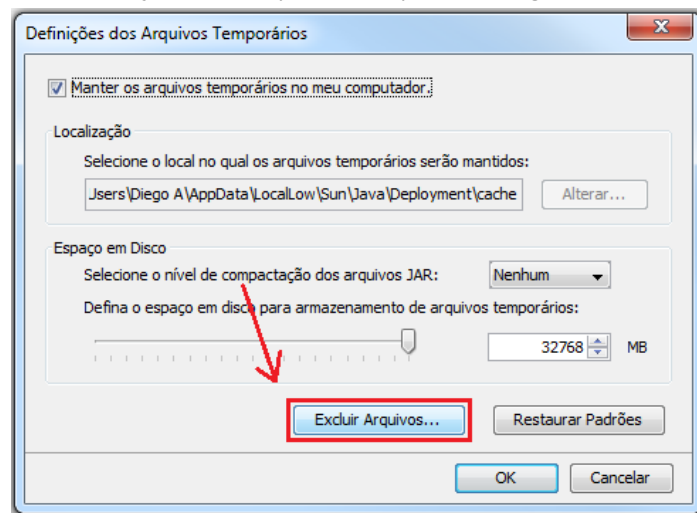 Definições dos Arquivos Temporários
Manter os arquivos temporários no meu computador.
Localização
Selecione o local no qual os arquivos temporários serão mantidos:
Jsers\Diego A\AppData\LocalLow\Sun\Java\Deployment\cache Alterar...
Espaço em Disco
Selecione o nível de compactação dos arquivos JAR: Nenhum
Defina o espaço em disco para armazenamento de arquivos temporários:
32768 MB
Excluir Arquivos... Restaurar Padrões
OK Cancelar